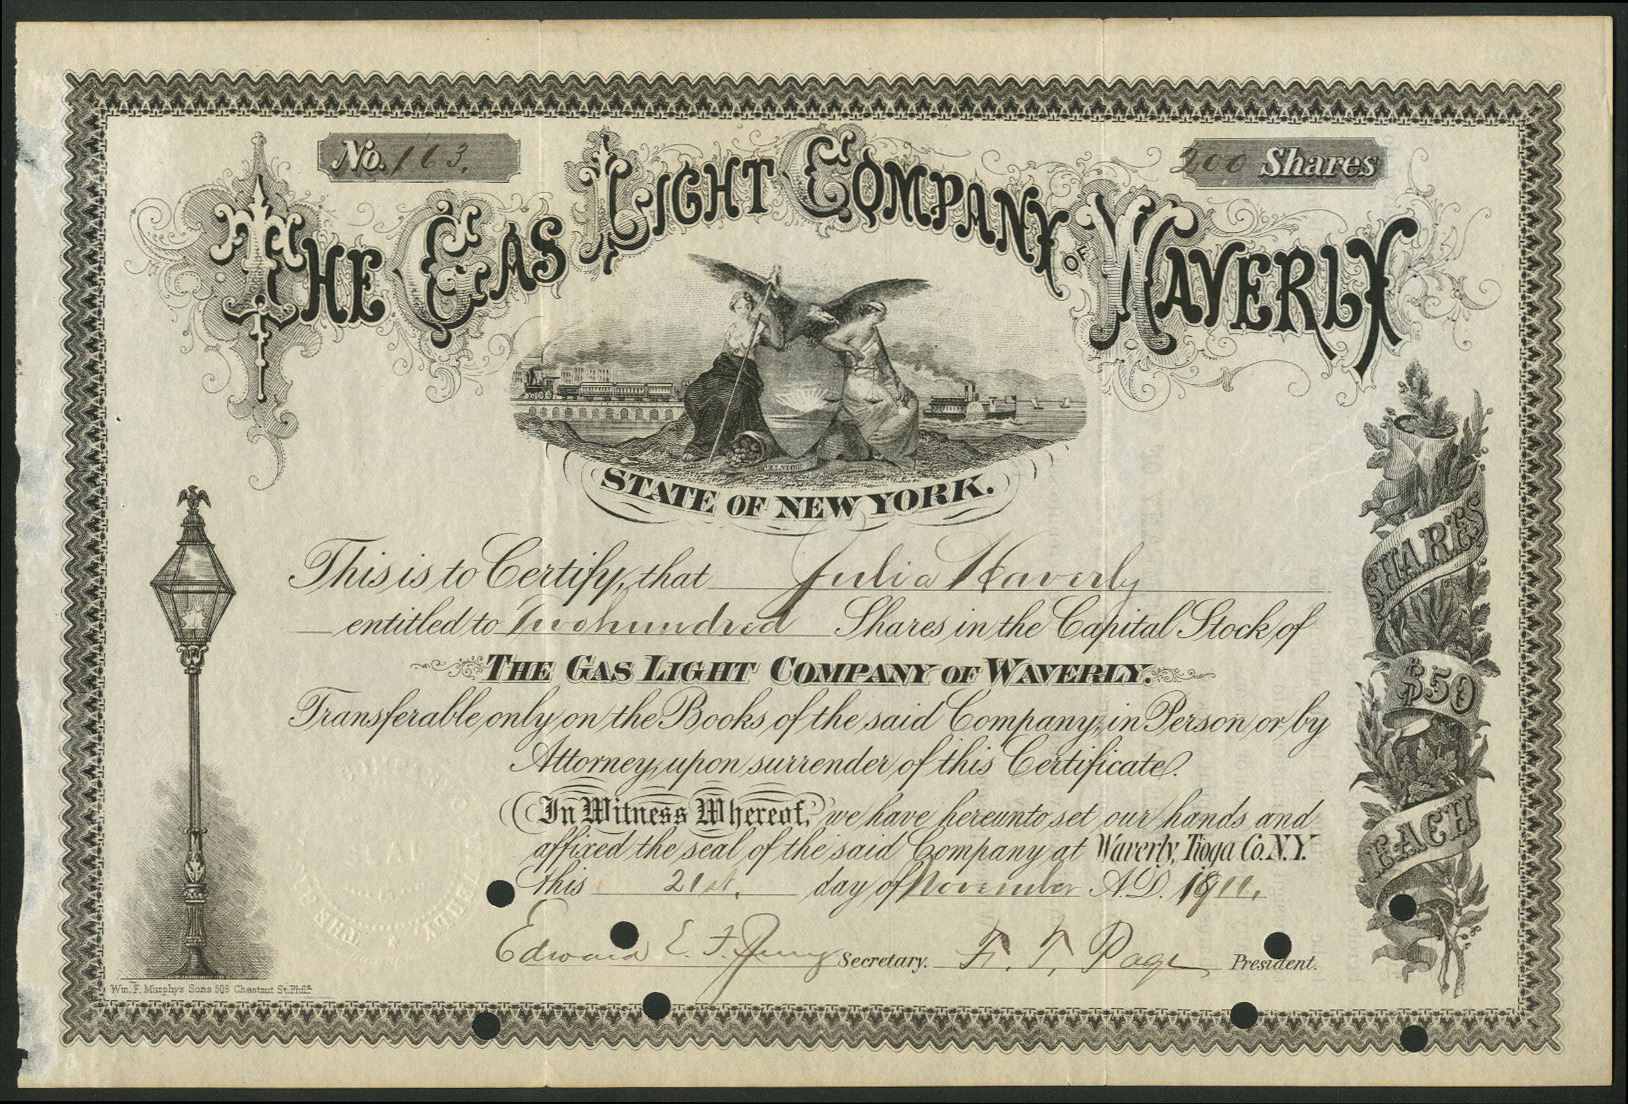 No. 163.
200 Shares
The Gas Light Company of Waverly
STATE OF NEW YORK.
This is to Certify, that Julia Kaverly
entitled to Two hundred Shares in the Capital Stock of
THE GAS LIGHT COMPANY OF WAVERLY.
Transferable only on the Books of the said Company, in Person or by
Attorney, upon surrender of this Certificate.
In Witness Whereof, we have hereunto set our hands and
affixed the seal of the said Company at Waverly, Tioga Co. N.Y.
this 21st. day of November A.D. 1911.
Edward E. F. Secretary. F. T. Page President.
SHARES
$50
EACH
Wm. F. Murphy's Sons 509 Chestnut St. Phila.